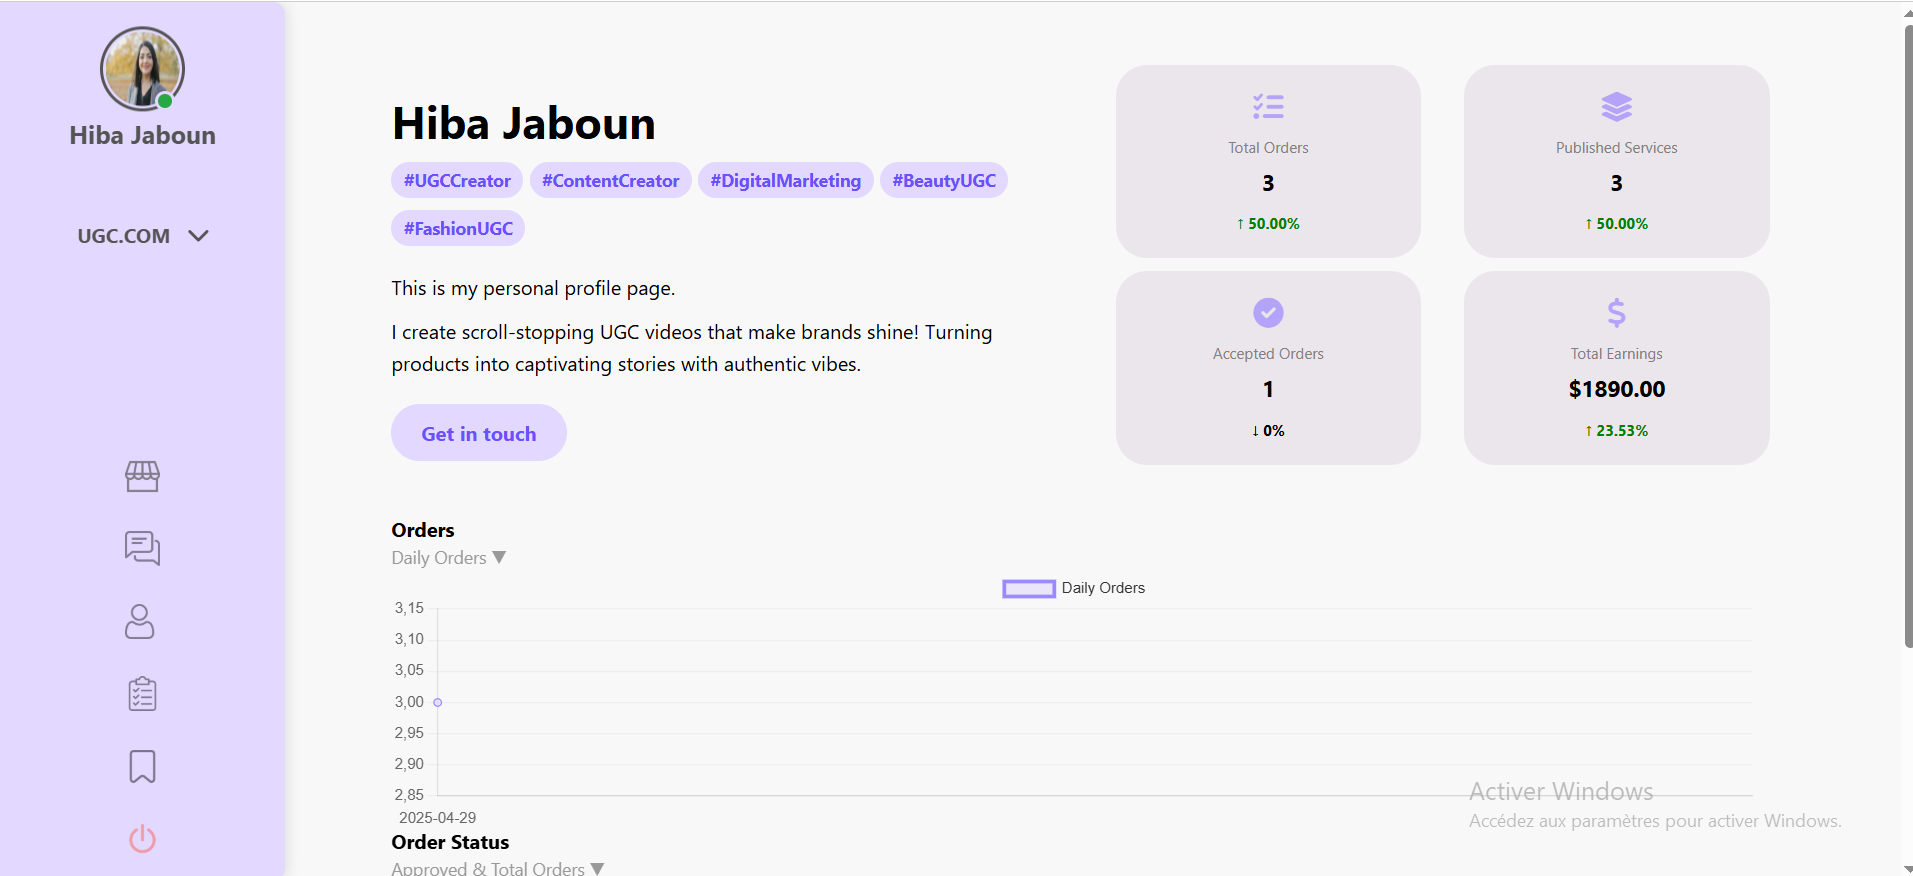 Hiba Jaboun
UGC.COM
Hiba Jaboun
#UGCCreator #ContentCreator #DigitalMarketing #BeautyUGC
#FashionUGC
This is my personal profile page.
I create scroll-stopping UGC videos that make brands shine! Turning
products into captivating stories with authentic vibes.
Get in touch
Total Orders
3
↑ 50.00%
Published Services
3
↑ 50.00%
Accepted Orders
1
↓ 0%
Total Earnings
$1890.00
↑ 23.53%
Orders
Daily Orders ▼
Daily Orders
3,15
3,10
3,05
3,00
2,95
2,90
2,85
2025-04-29
Order Status
Approved & Total Orders ▼
Activer Windows
Accédez aux paramètres pour activer Windows.